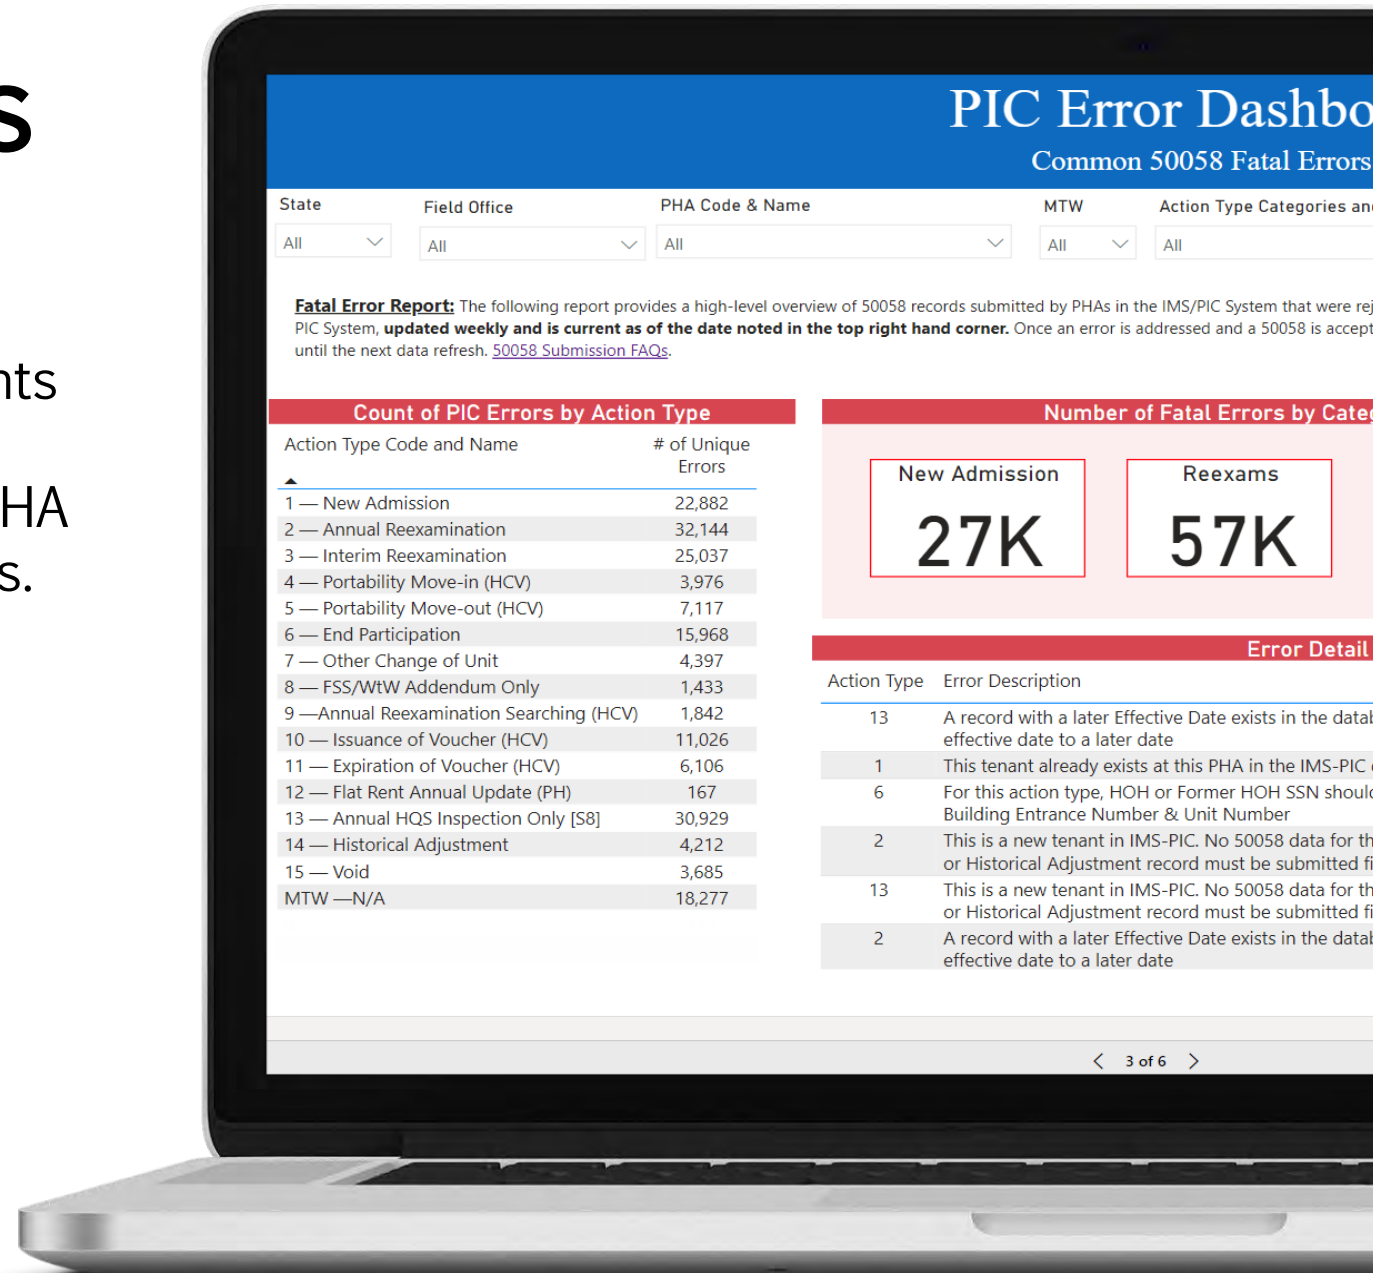 s
nts
HA
s.
PIC Error Dashbo
Common 50058 Fatal Errors
State
Field Office
PHA Code & Name
MTW
Action Type Categories an
All
All
All
All
All
Fatal Error Report: The following report provides a high-level overview of 50058 records submitted by PHAs in the IMS/PIC System that were rej
PIC System, updated weekly and is current as of the date noted in the top right hand corner. Once an error is addressed and a 50058 is accept
until the next data refresh. 50058 Submission FAQs.
Count of PIC Errors by Action Type
Action Type Code and Name # of Unique
Errors
1 — New Admission 22,882
2 — Annual Reexamination 32,144
3 — Interim Reexamination 25,037
4 — Portability Move-in (HCV) 3,976
5 — Portability Move-out (HCV) 7,117
6 — End Participation 15,968
7 — Other Change of Unit 4,397
8 — FSS/WtW Addendum Only 1,433
9 —Annual Reexamination Searching (HCV) 1,842
10 — Issuance of Voucher (HCV) 11,026
11 — Expiration of Voucher (HCV) 6,106
12 — Flat Rent Annual Update (PH) 167
13 — Annual HQS Inspection Only [S8] 30,929
14 — Historical Adjustment 4,212
15 — Void 3,685
MTW —N/A 18,277
Number of Fatal Errors by Cate
New Admission
27K
Reexams
57K
Error Detail
Action Type Error Description
13 A record with a later Effective Date exists in the datab
effective date to a later date
1 This tenant already exists at this PHA in the IMS-PIC
6 For this action type, HOH or Former HOH SSN should
Building Entrance Number & Unit Number
2 This is a new tenant in IMS-PIC. No 50058 data for th
or Historical Adjustment record must be submitted fi
13 This is a new tenant in IMS-PIC. No 50058 data for th
or Historical Adjustment record must be submitted fi
2 A record with a later Effective Date exists in the datab
effective date to a later date
3 of 6